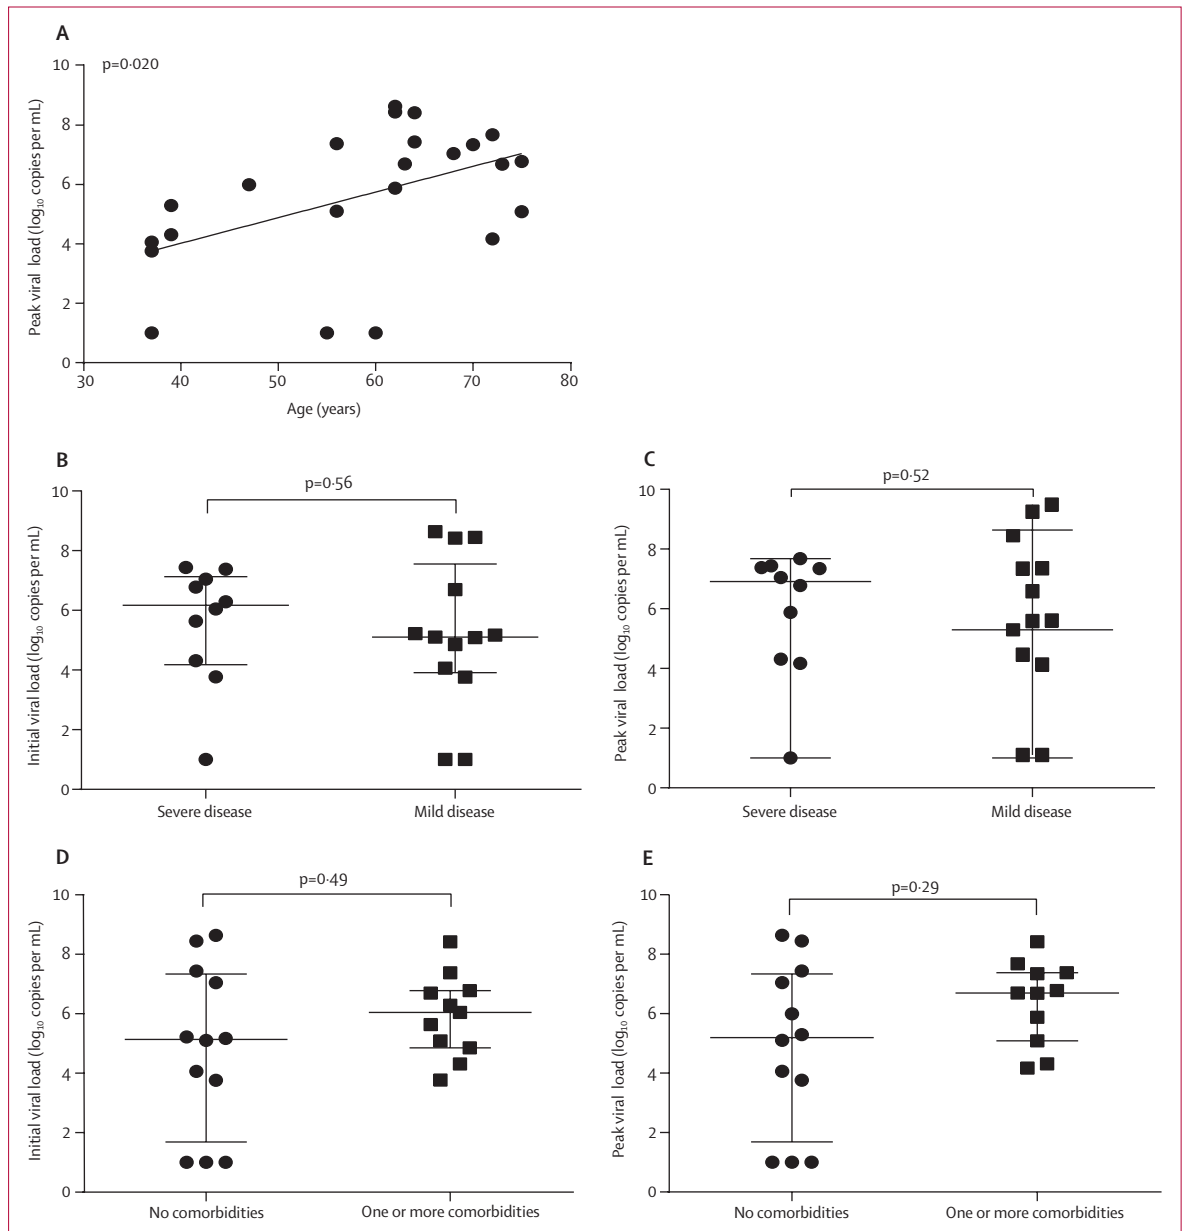 A
p=0·020
Peak viral load (log₁₀ copies per mL)
10
8
6
4
2
0
30
40
50
60
70
80
Age (years)
B
p=0·56
Initial viral load (log₁₀ copies per mL)
10
8
6
4
2
0
Severe disease
Mild disease
C
p=0·52
Peak viral load (log₁₀ copies per mL)
10
8
6
4
2
0
Severe disease
Mild disease
D
p=0·49
Initial viral load (log₁₀ copies per mL)
10
8
6
4
2
0
No comorbidities
One or more comorbidities
E
p=0·29
Peak viral load (log₁₀ copies per mL)
10
8
6
4
2
0
No comorbidities
One or more comorbidities